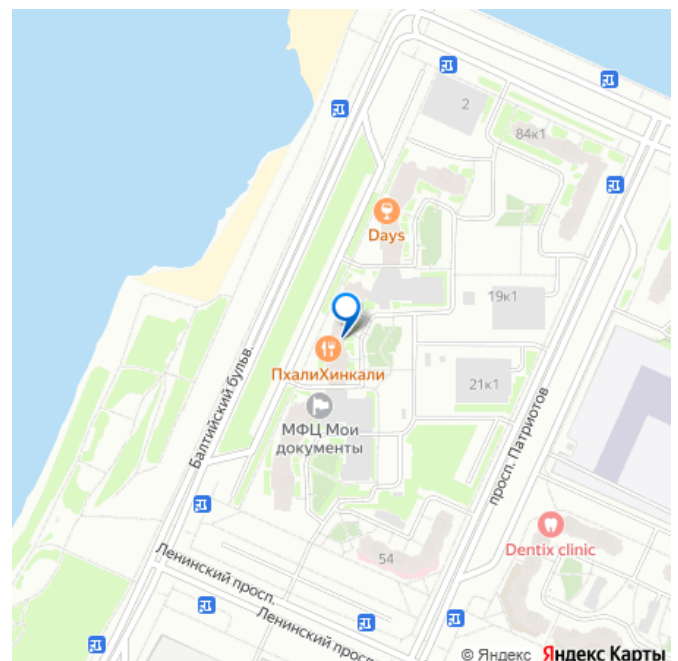 2
84к1
Days
19к1
ПхалиХинкали
21к1
МФЦ Мои
документы
Балтийский бульв.
просп. Патриотов
Dentix clinic
54
Ленинский просп.
Ленинский просп
© Яндекс Яндекс Карты